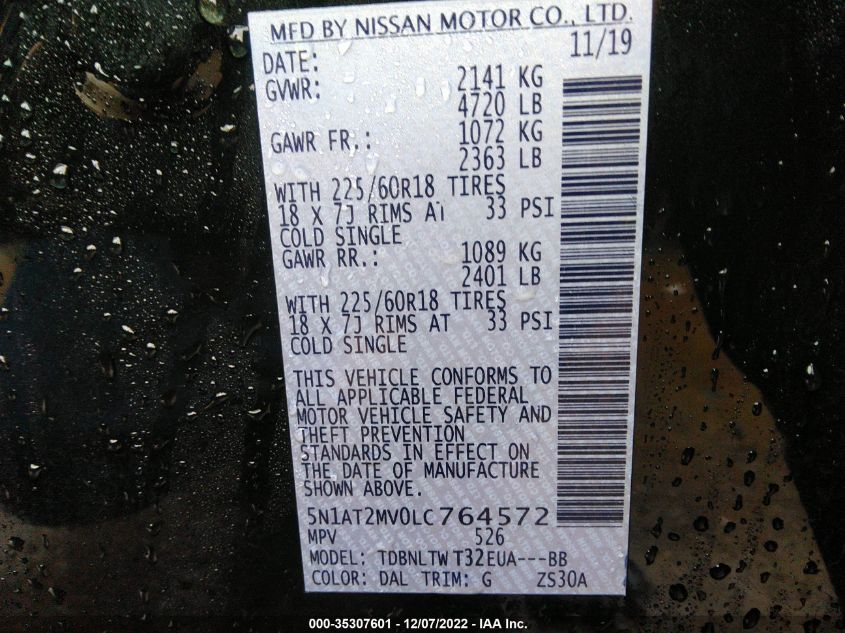 MFD BY NISSAN MOTOR CO., LTD.
DATE: 11/19
GVWR: 2141 KG
4720 LB
GAWR FR.: 1072 KG
2363 LB
WITH 225/60R18 TIRES
18 X 7J RIMS AT 33 PSI
COLD SINGLE
GAWR RR.: 1089 KG
2401 LB
WITH 225/60R18 TIRES
18 X 7J RIMS AT 33 PSI
COLD SINGLE
THIS VEHICLE CONFORMS TO
ALL APPLICABLE FEDERAL
MOTOR VEHICLE SAFETY AND
THEFT PREVENTION
STANDARDS IN EFFECT ON
THE DATE OF MANUFACTURE
SHOWN ABOVE.
5N1AT2MV0LC764572
MPV 526
MODEL: TDBNLTW T32EUA---BB
COLOR: DAL TRIM: G ZS30A
000-35307601 - 12/07/2022 - IAA Inc.